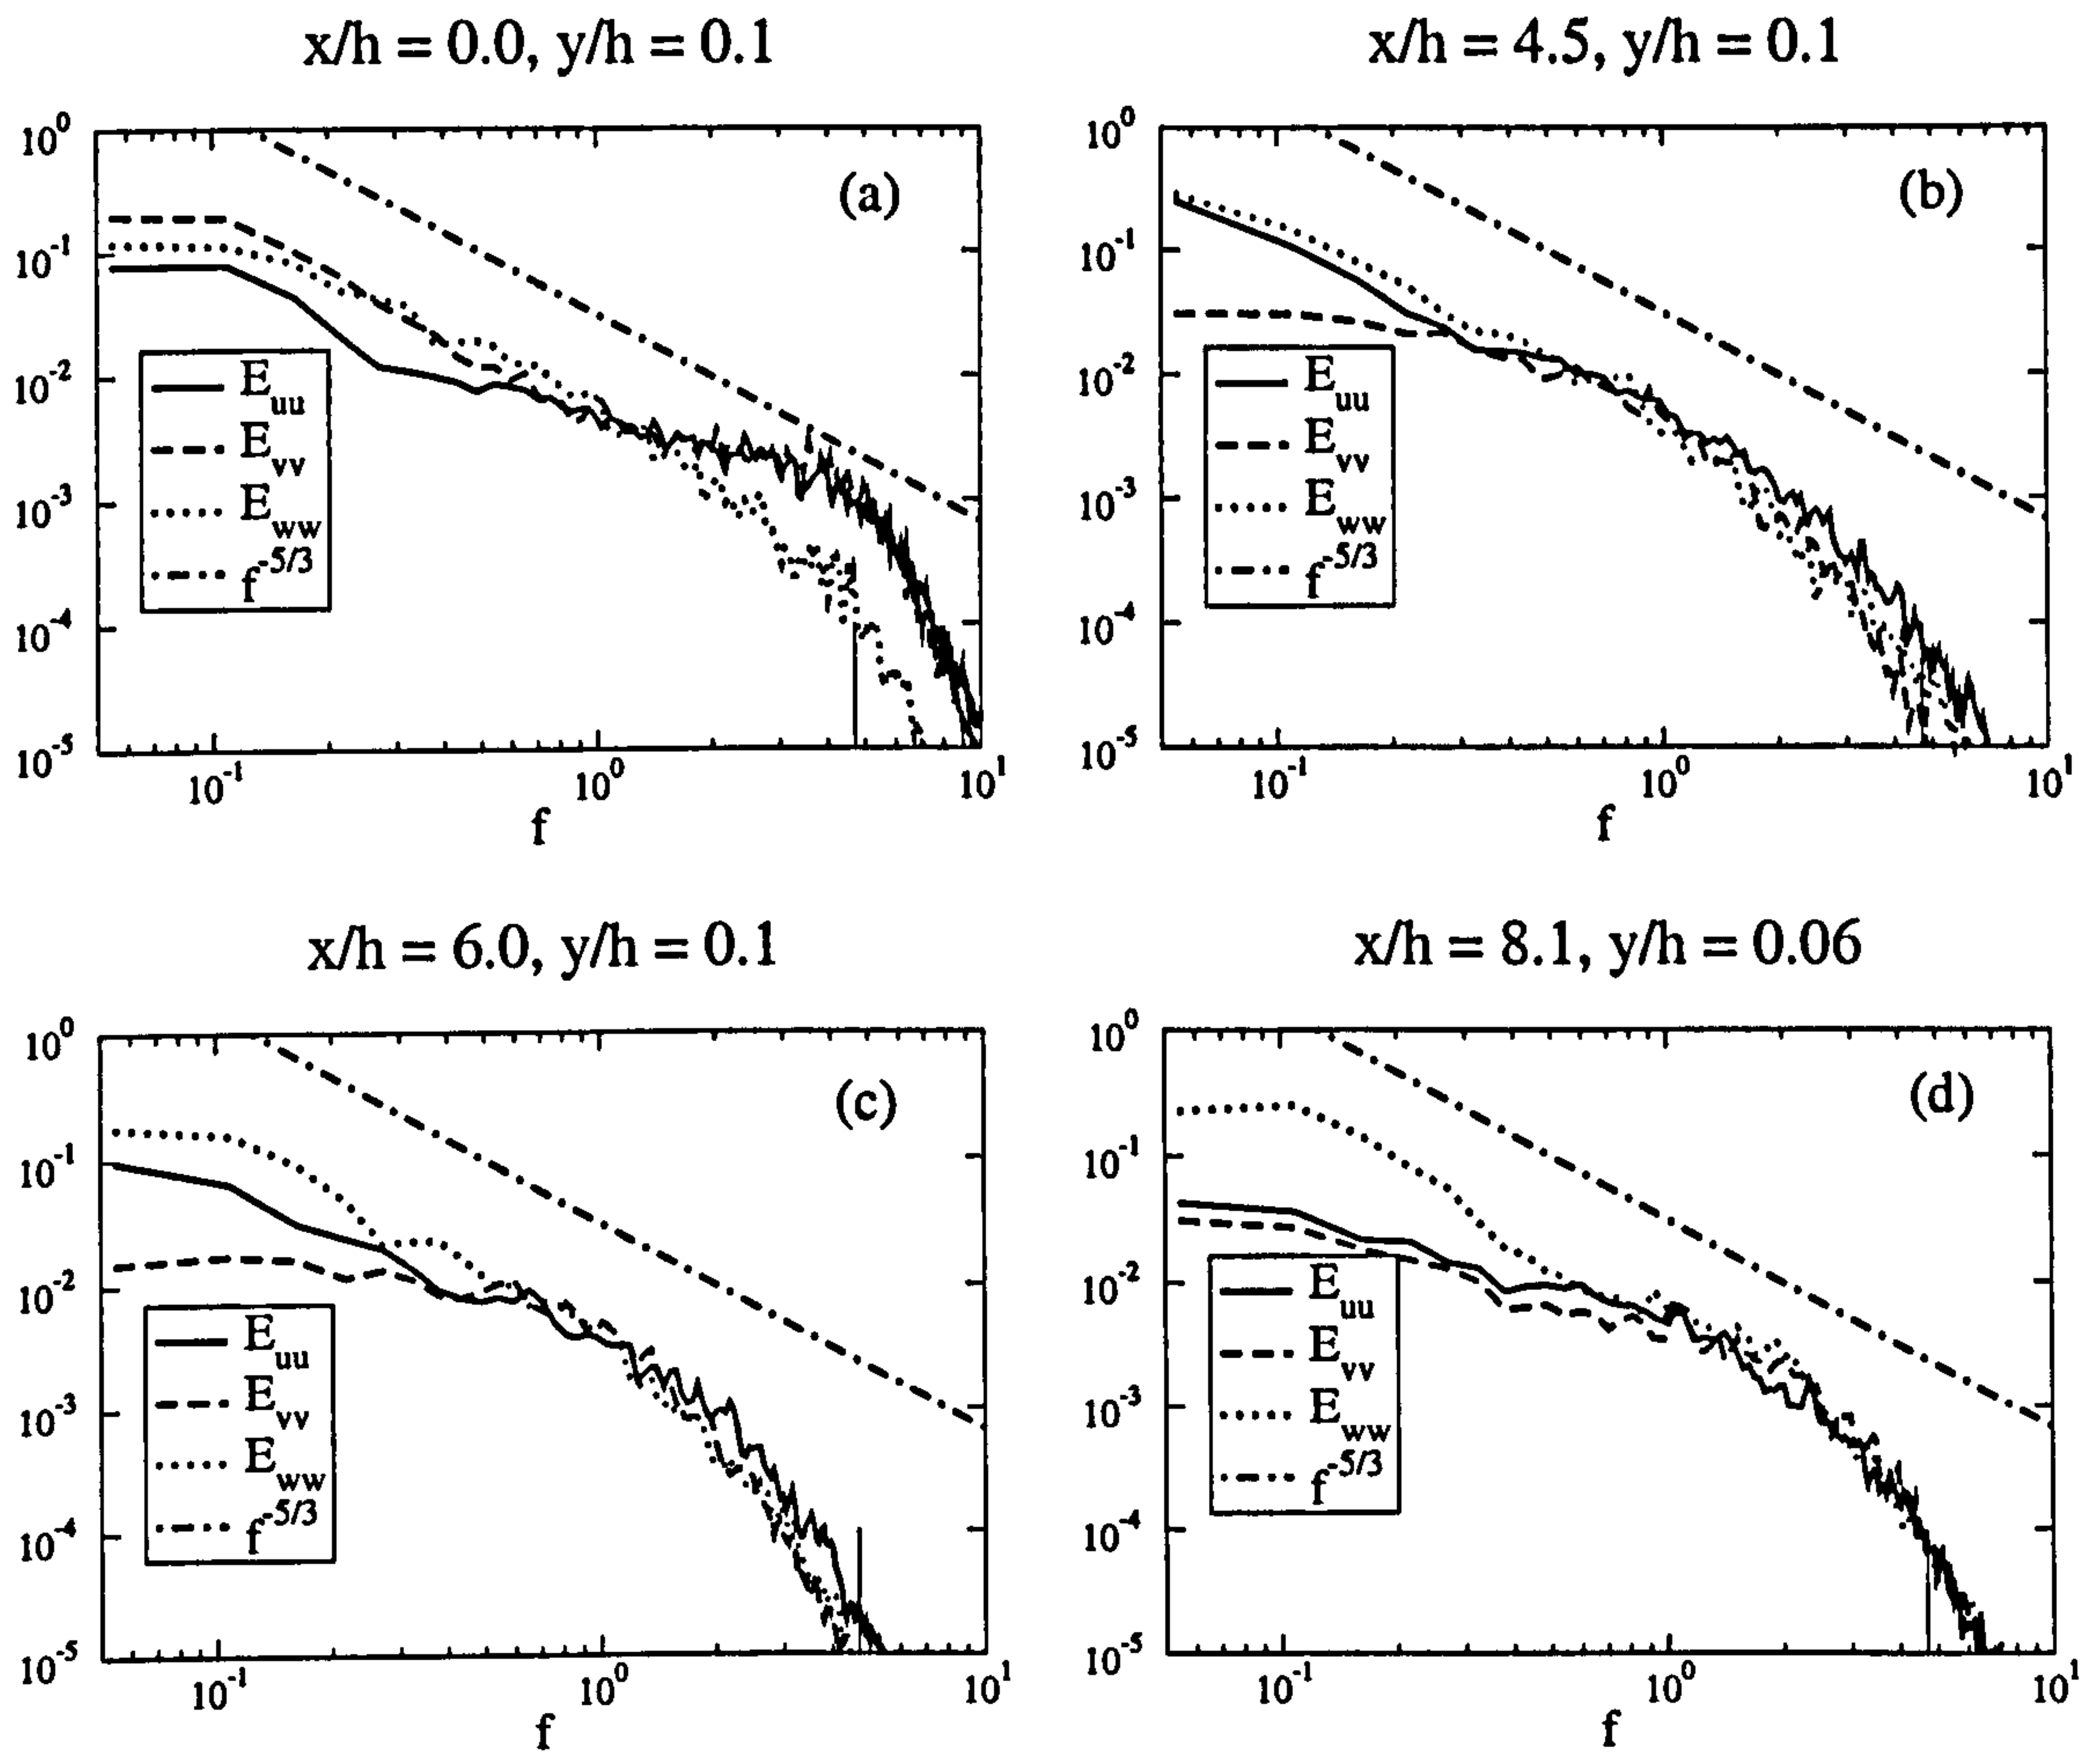 x/h = 0.0, y/h = 0.1
(a)
10^0
10^-1
10^-2
10^-3
10^-4
10^-5
E_uu
E_vv
E_ww
f^-5/3
10^-1
10^0
10^1
f
x/h = 4.5, y/h = 0.1
(b)
10^0
10^-1
10^-2
10^-3
10^-4
10^-5
E_uu
E_vv
E_ww
f^-5/3
10^-1
10^0
10^1
f
x/h = 6.0, y/h = 0.1
(c)
10^0
10^-1
10^-2
10^-3
10^-4
10^-5
E_uu
E_vv
E_ww
f^-5/3
10^-1
10^0
10^1
f
x/h = 8.1, y/h = 0.06
(d)
10^0
10^-1
10^-2
10^-3
10^-4
10^-5
E_uu
E_vv
E_ww
f^-5/3
10^-1
10^0
10^1
f